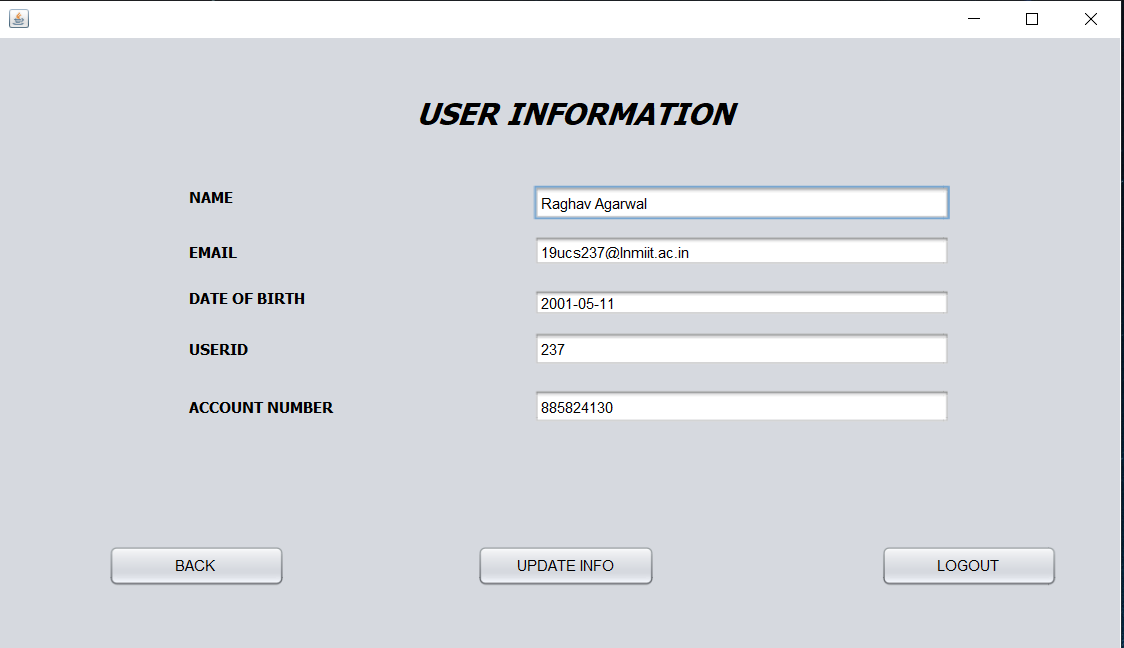 USER INFORMATION
NAME Raghav Agarwal
EMAIL 19ucs237@lnmiit.ac.in
DATE OF BIRTH 2001-05-11
USERID 237
ACCOUNT NUMBER 885824130
BACK UPDATE INFO LOGOUT